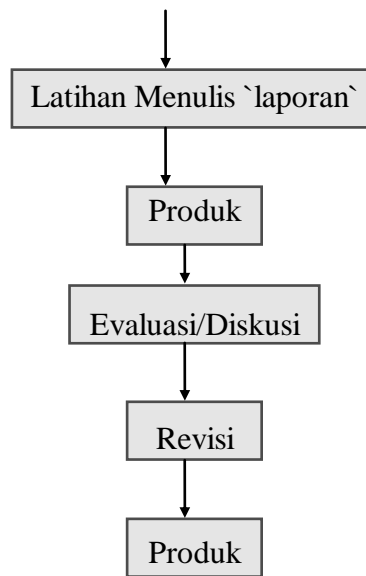 Latihan Menulis `laporan`
Produk
Evaluasi/Diskusi
Revisi
Produk